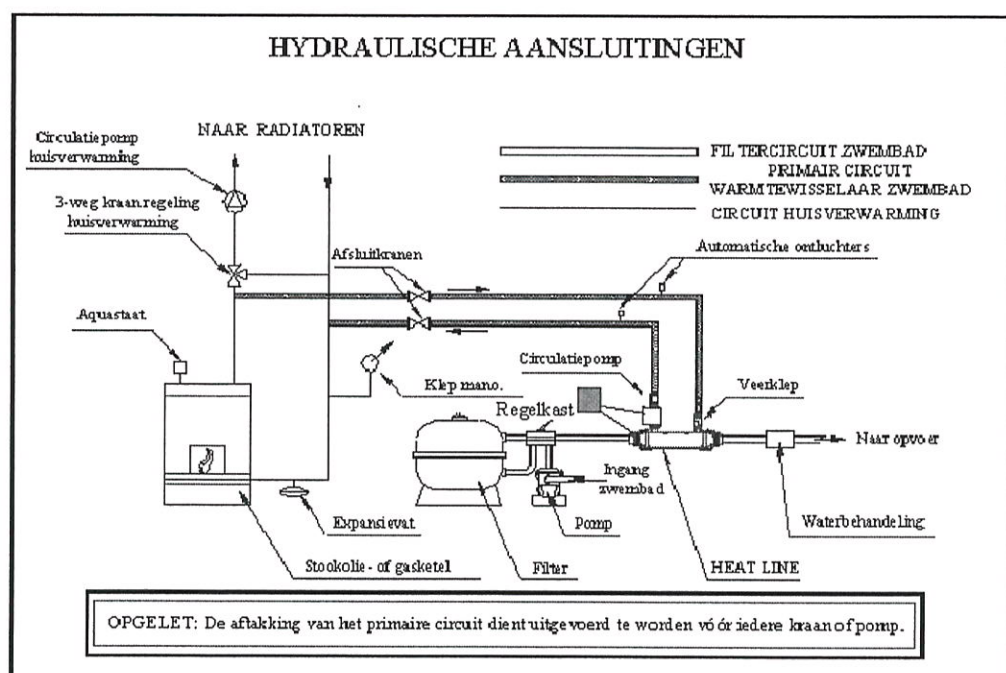 HYDRAULISCHE AANSLUITINGEN
NAAR RADIATOREN
Circulatiepomp
huisverwarming
3-weg kraanregeling
huisverwarming
FILTERCIRCUIT ZWEMBAD
PRIMAIR CIRCUIT
WARMTEWISSELAAR ZWEMBAD
CIRCUIT HUISVERWARMING
Afsluitkranen
Automatische ontluchters
Aquastaat
Klep mano.
Circulatiepomp
Veerklep
Regelkast
Naar opvoer
Ingang
zwembad
Expansievat
Pomp
Waterbehandeling
Stookolie- of gasketel
Filter
HEAT LINE
OPGELET: De aftakking van het primaire circuit dient uitgevoerd te worden vóór iedere kraan of pomp.